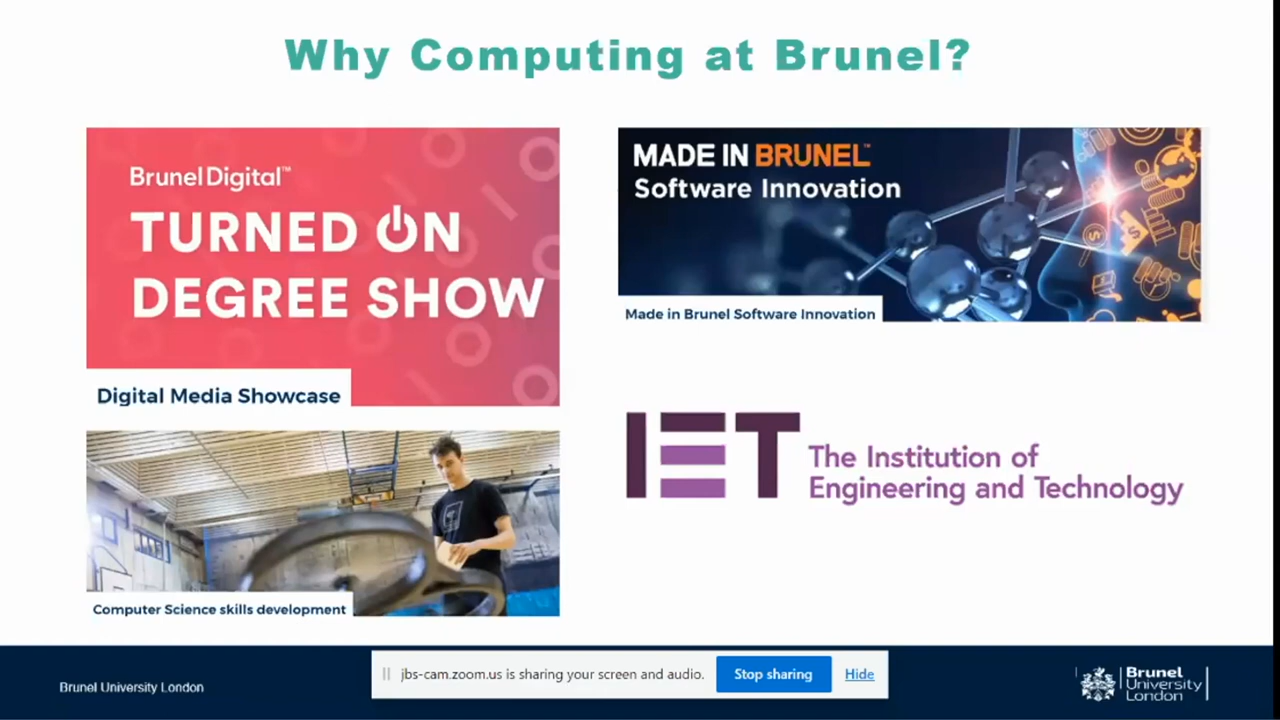 Why Computing at Brunel?
Brunel Digital™
TURNED ON
DEGREE SHOW
Digital Media Showcase
MADE IN BRUNEL™
Software Innovation
Made in Brunel Software Innovation
Computer Science skills development
IET
The Institution of
Engineering and Technology
Brunel University London
jbs-cam.zoom.us is sharing your screen and audio.
Stop sharing
Hide
Brunel
University
London